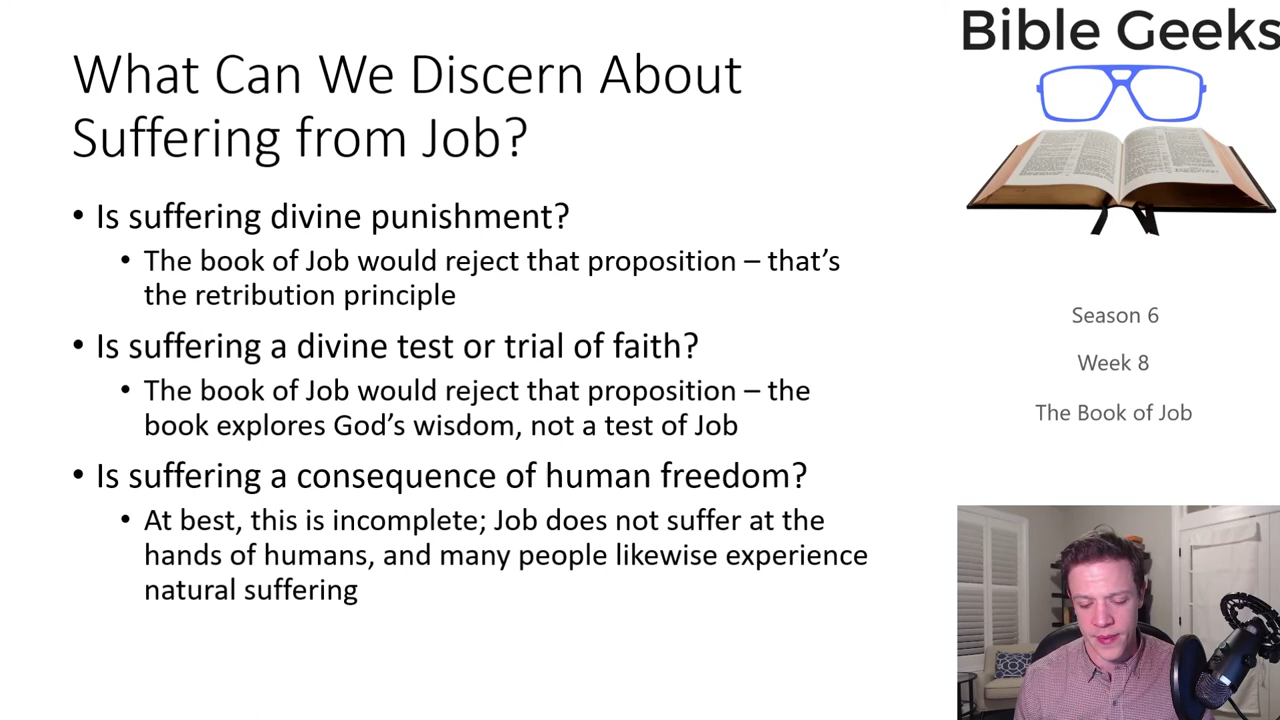 What Can We Discern About
Suffering from Job?
• Is suffering divine punishment?
• The book of Job would reject that proposition – that’s
the retribution principle
• Is suffering a divine test or trial of faith?
• The book of Job would reject that proposition – the
book explores God’s wisdom, not a test of Job
• Is suffering a consequence of human freedom?
• At best, this is incomplete; Job does not suffer at the
hands of humans, and many people likewise experience
natural suffering
Bible Geeks
Season 6
Week 8
The Book of Job